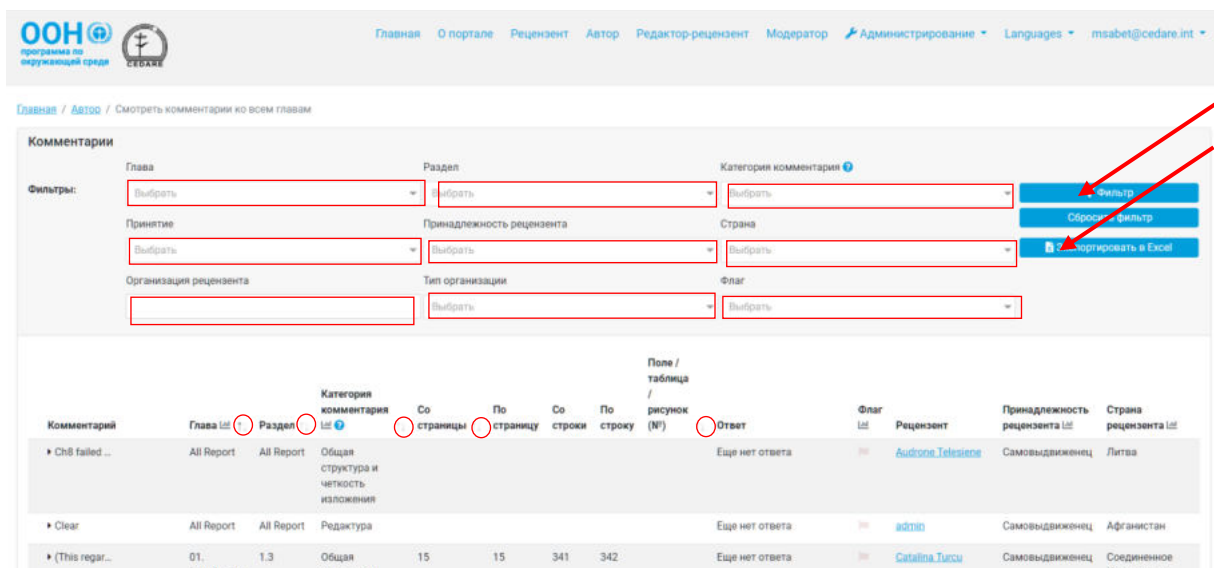 ООН
программа по
окружающей среде
CEDARE
Главная О портале Рецензент Автор Редактор-рецензент Модератор Администрирование Languages msabet@cedare.int
Главная / Автор / Смотреть комментарии ко всем главам
Комментарии
Глава Раздел Категория комментария
Фильтры: Выбрать Выбрать Выбрать Фильтр
Сбросить фильтр
Принятие Принадлежность рецензента Страна
Выбрать Выбрать Выбрать Экспортировать в Excel
Организация рецензента Тип организации Флаг
Выбрать Выбрать
Поле /
таблица
/
Категория
комментария Со По Со По рисунок Флаг Принадлежность Страна
Комментарий Глава Раздел страницы страницу строки строку (№) Ответ Рецензент рецензента рецензента
Ch8 failed ... All Report All Report Общая Еще нет ответа Audrone Telesiene Самовыдвиженец Литва
структура и
четкость
изложения
Clear All Report All Report Редактура Еще нет ответа admin Самовыдвиженец Афганистан
(This regar... 01. 1.3 Общая 15 15 341 342 Еще нет ответа Catalina Turcu Самовыдвиженец Соединенное